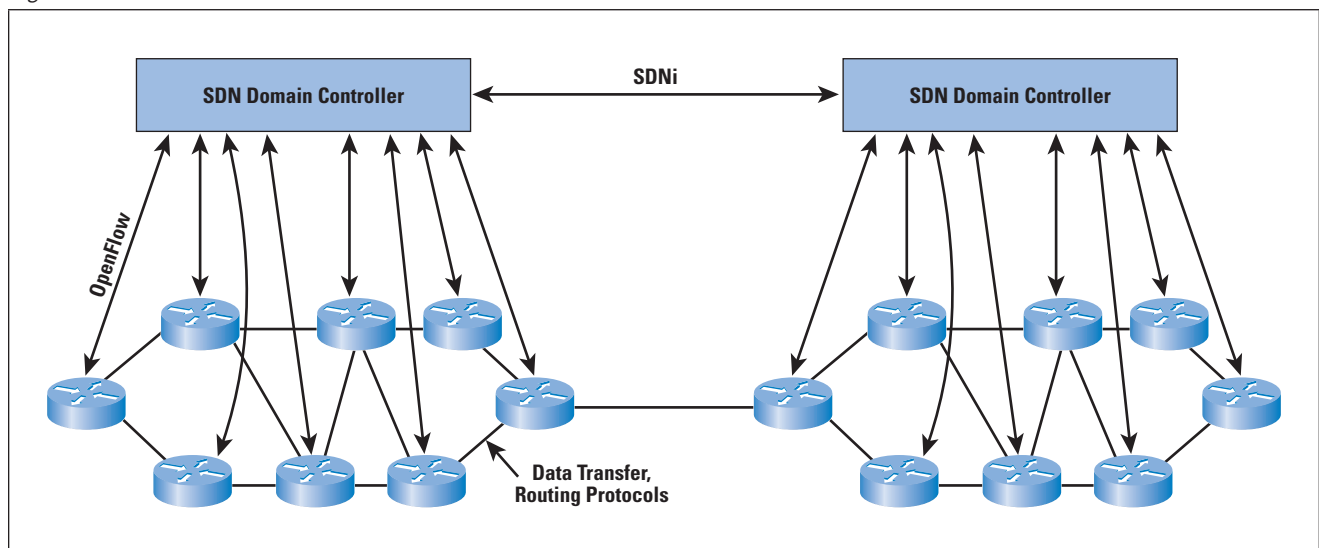 SDN Domain Controller
SDNi
SDN Domain Controller
OpenFlow
Data Transfer,
Routing Protocols